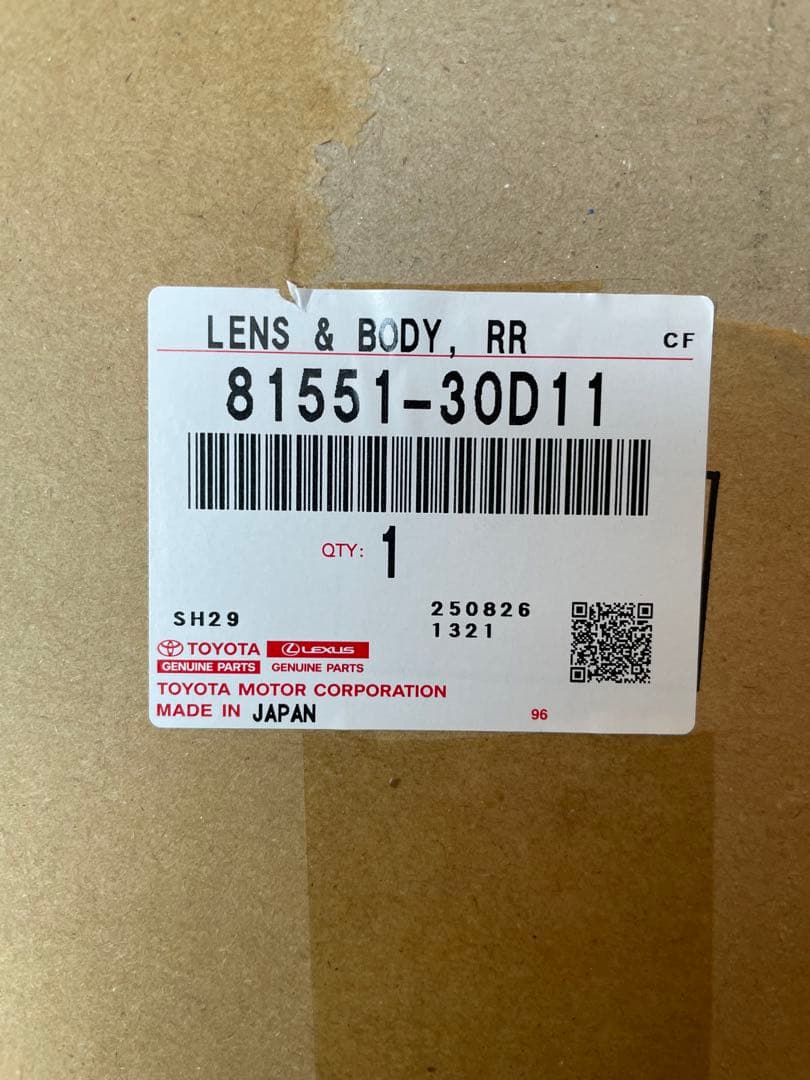 LENS & BODY, RR CF
81551-30D11
QTY: 1
SH29
250826
1321
TOYOTA LEXUS
GENUINE PARTS GENUINE PARTS
TOYOTA MOTOR CORPORATION
MADE IN JAPAN
96